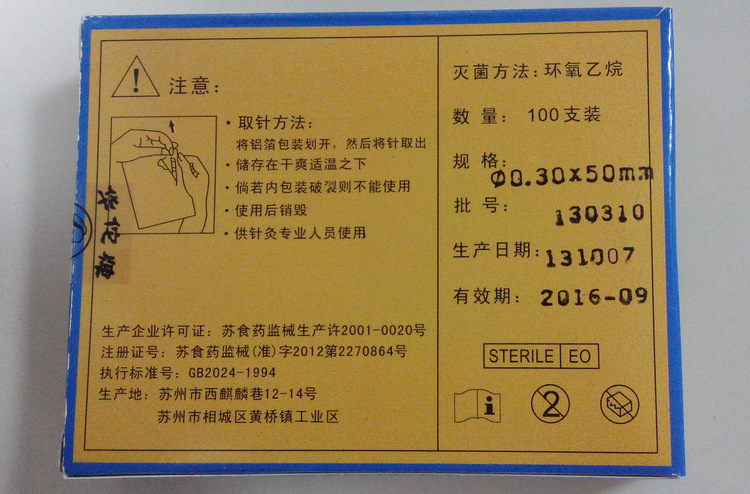 注意：
·取针方法：
将铝箔包装划开，然后将针取出
·储存在干爽适温之下
·倘若内包装破裂则不能使用
·使用后销毁
·供针灸专业人员使用
华佗牌
生产企业许可证：苏食药监械生产许2001-0020号
注册证号：苏食药监械(准)字2012第2270864号
执行标准号：GB2024-1994
生产地：苏州市西麒麟巷12-14号
苏州市相城区黄桥镇工业区
灭菌方法：环氧乙烷
数量：100支装
规格：Ø0.30x50mm
批号：130310
生产日期：131007
有效期：2016-09
STERILE EO
i 2